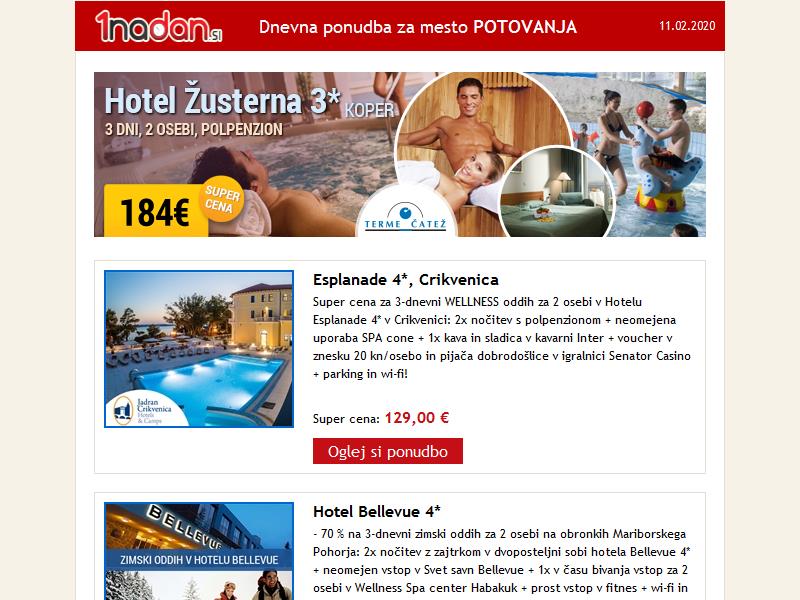 1nadan.si
Dnevna ponudba za mesto POTOVANJA
11.02.2020
Hotel Žusterna 3* KOPER
3 DNI, 2 OSEBI, POLPENZION
184€
SUPER
CENA
TERME ČATEŽ
Esplanade 4*, Crikvenica
Super cena za 3-dnevni WELLNESS oddih za 2 osebi v Hotelu
Esplanade 4* v Crikvenici: 2x nočitev s polpenzionom + neomejena
uporaba SPA cone + 1x kava in sladica v kavarni Inter + voucher v
znesku 20 kn/osebo in pijača dobrodošlice v igralnici Senator Casino
+ parking in wi-fi!
Jadran
Crikvenica
Hotels
& Camps
Super cena: 129,00 €
Oglej si ponudbo
BELLEVUE
ZIMSKI ODDIH V HOTELU BELLEVUE
Hotel Bellevue 4*
- 70 % na 3-dnevni zimski oddih za 2 osebi na obronkih Mariborskega
Pohorja: 2x nočitev z zajtrkom v dvoposteljni sobi hotela Bellevue 4*
+ neomejen vstop v Svet savn Bellevue + 1x v času bivanja vstop za 2
osebi v Wellness Spa center Habakuk + prost vstop v fitnes + wi-fi in